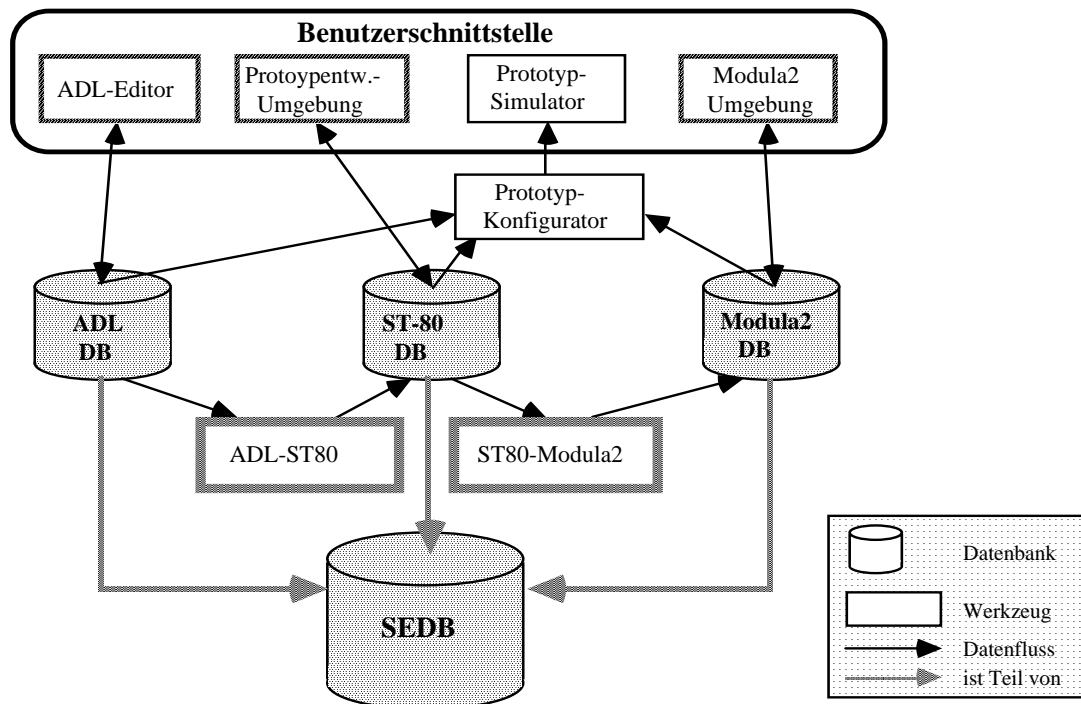 Benutzerschnittstelle
ADL-Editor
Protoypentw.-
Umgebung
Prototyp-
Simulator
Modula2
Umgebung
Prototyp-
Konfigurator
ADL
DB
ST-80
DB
Modula2
DB
ADL-ST80
ST80-Modula2
SEDB
Datenbank
Werkzeug
Datenfluss
ist Teil von